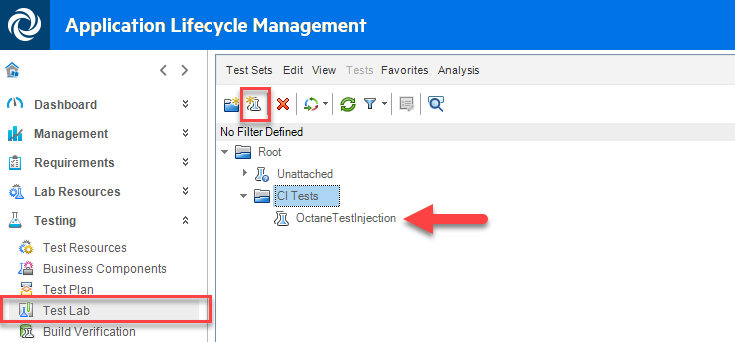 Application Lifecycle Management
Dashboard
Management
Requirements
Lab Resources
Testing
Test Resources
Business Components
Test Plan
Test Lab
Build Verification
Test Sets Edit View Tests Favorites Analysis
No Filter Defined
Root
Unattached
CI Tests
OctaneTestInjection